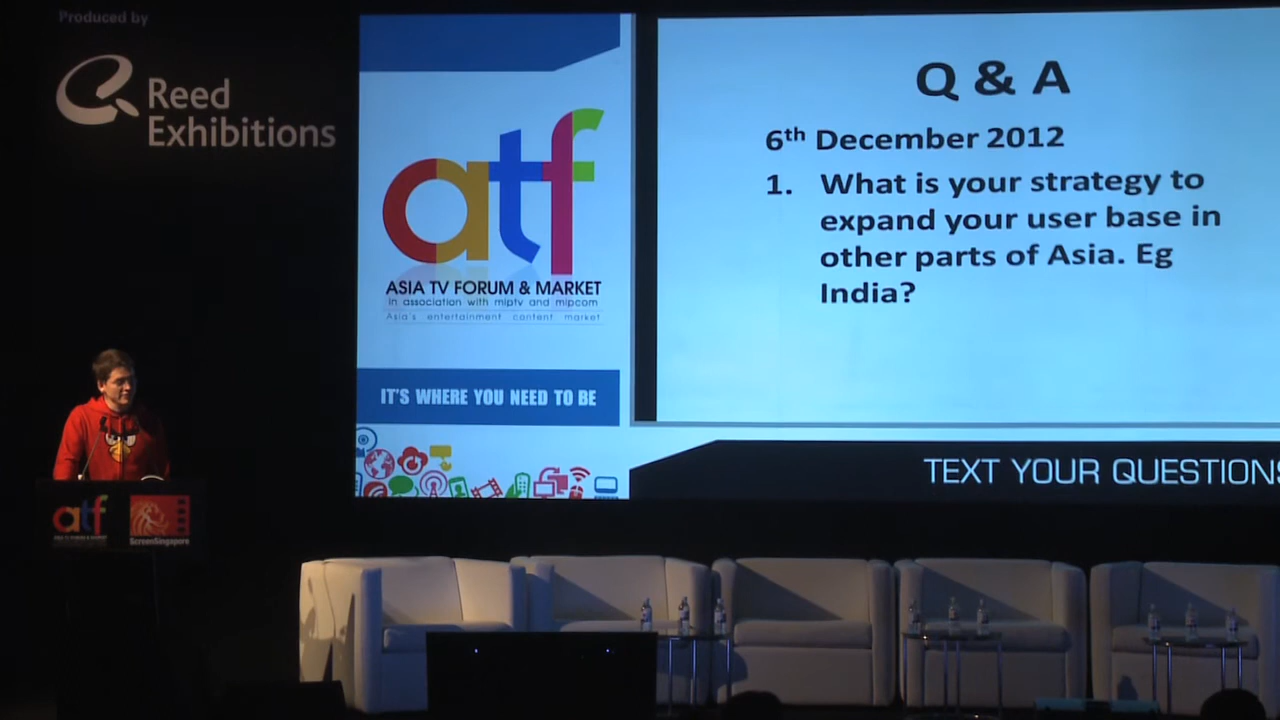 Produced by
Reed
Exhibitions
atf
ASIA TV FORUM & MARKET
in association with miptv and mipcom
Asia's entertainment content market
IT'S WHERE YOU NEED TO BE
Q & A
6th December 2012
1. What is your strategy to
expand your user base in
other parts of Asia. Eg
India?
TEXT YOUR QUESTIONS
atf
ScreenSingapore